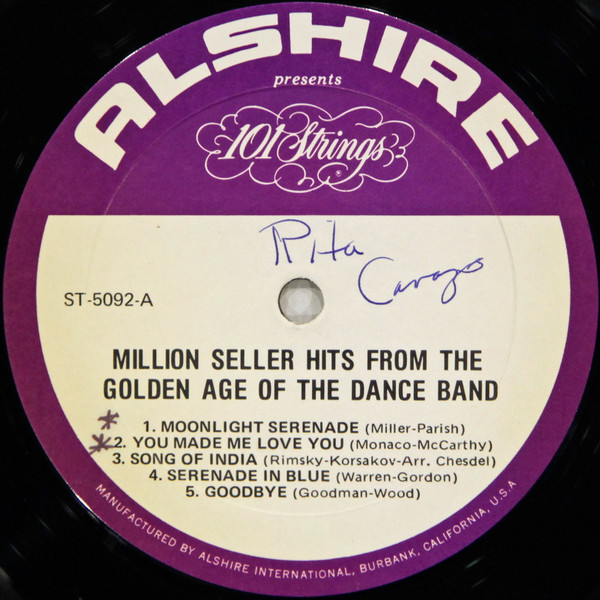 ALSHIRE
presents
101 Strings
Rita
Cavazos
ST-5092-A
MILLION SELLER HITS FROM THE
GOLDEN AGE OF THE DANCE BAND
* 1. MOONLIGHT SERENADE (Miller-Parish)
* 2. YOU MADE ME LOVE YOU (Monaco-McCarthy)
3. SONG OF INDIA (Rimsky-Korsakov-Arr. Chesdel)
4. SERENADE IN BLUE (Warren-Gordon)
5. GOODBYE (Goodman-Wood)
MANUFACTURED BY ALSHIRE INTERNATIONAL, BURBANK, CALIFORNIA, U.S.A